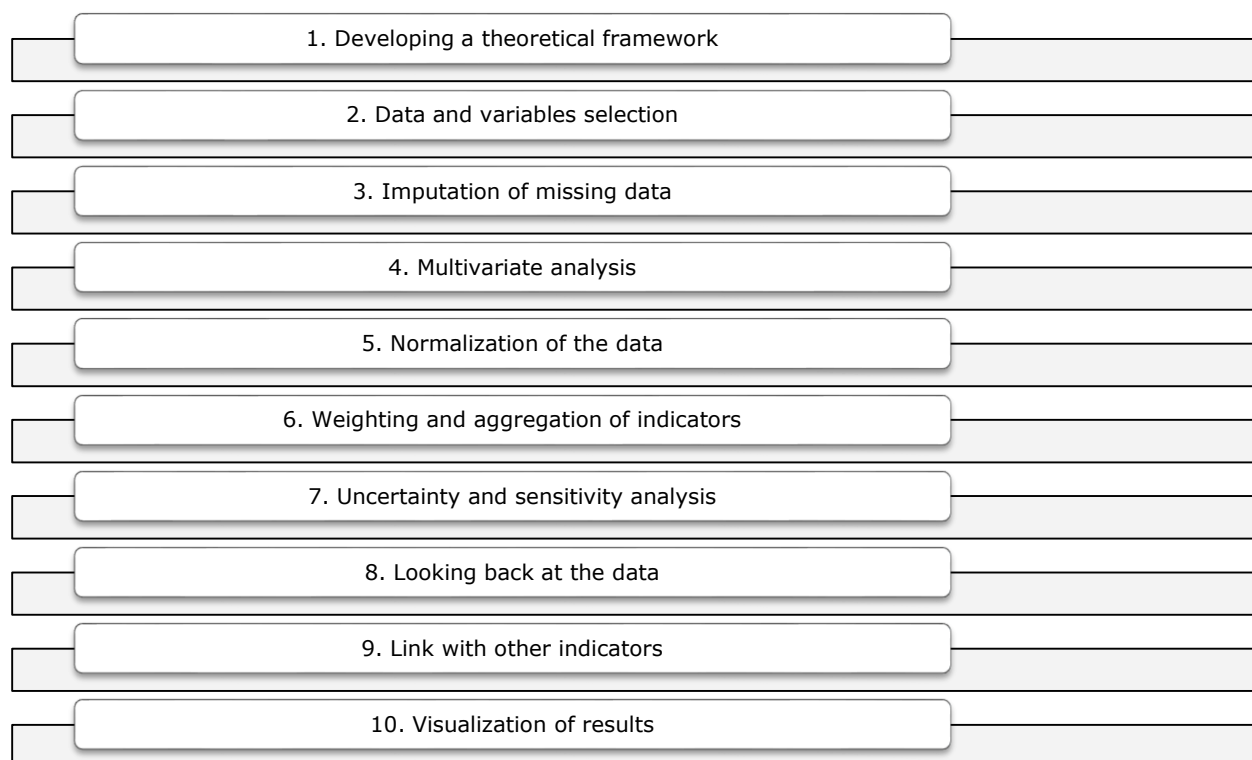 1. Developing a theoretical framework
2. Data and variables selection
3. Imputation of missing data
4. Multivariate analysis
5. Normalization of the data
6. Weighting and aggregation of indicators
7. Uncertainty and sensitivity analysis
8. Looking back at the data
9. Link with other indicators
10. Visualization of results